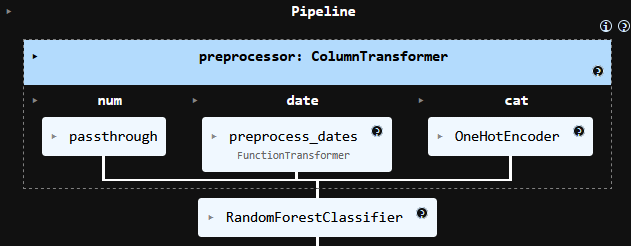 Pipeline
preprocessor: ColumnTransformer
num date cat
passthrough preprocess_dates OneHotEncoder
FunctionTransformer
RandomForestClassifier